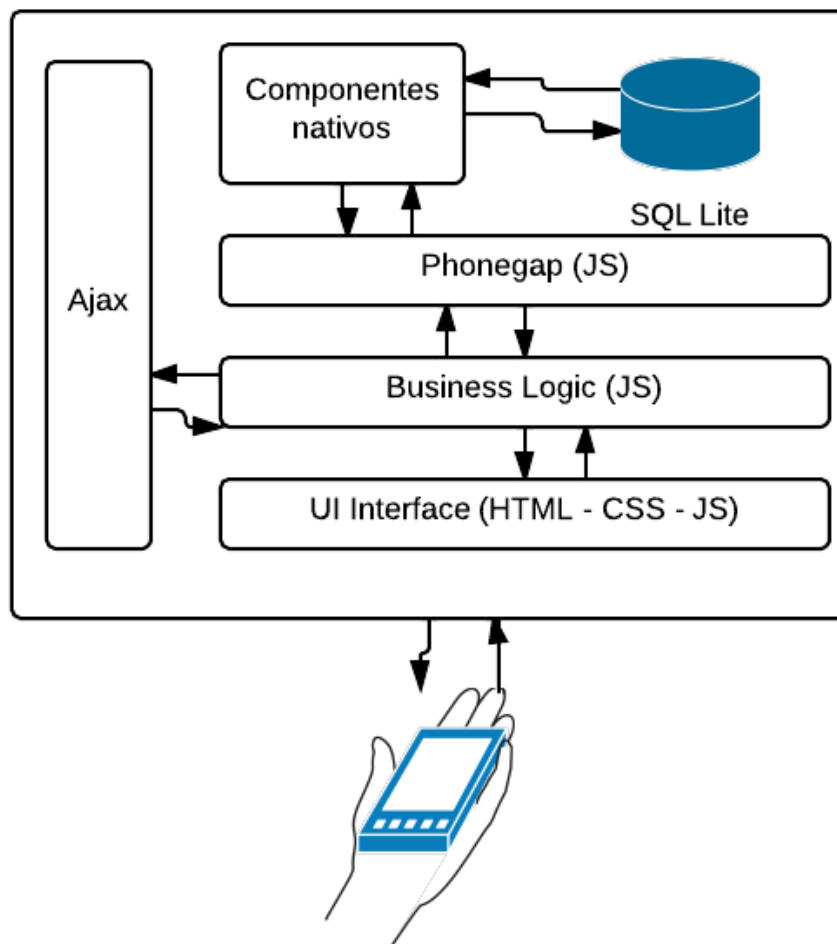 Componentes
nativos
SQL Lite
Phonegap (JS)
Ajax
Business Logic (JS)
UI Interface (HTML - CSS - JS)